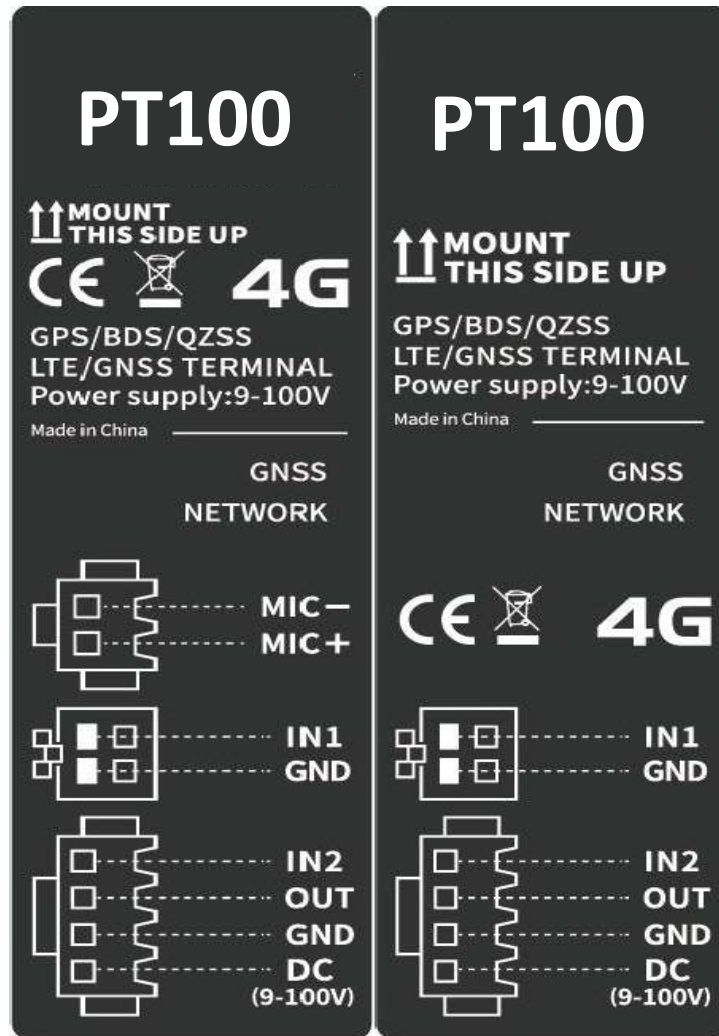 PT100
MOUNT
THIS SIDE UP
CE 4G
GPS/BDS/QZSS
LTE/GNSS TERMINAL
Power supply:9-100V
Made in China
GNSS
NETWORK
MIC−
MIC+
IN1
GND
IN2
OUT
GND
DC
(9-100V)
PT100
MOUNT
THIS SIDE UP
GPS/BDS/QZSS
LTE/GNSS TERMINAL
Power supply:9-100V
Made in China
GNSS
NETWORK
CE 4G
IN1
GND
IN2
OUT
GND
DC
(9-100V)